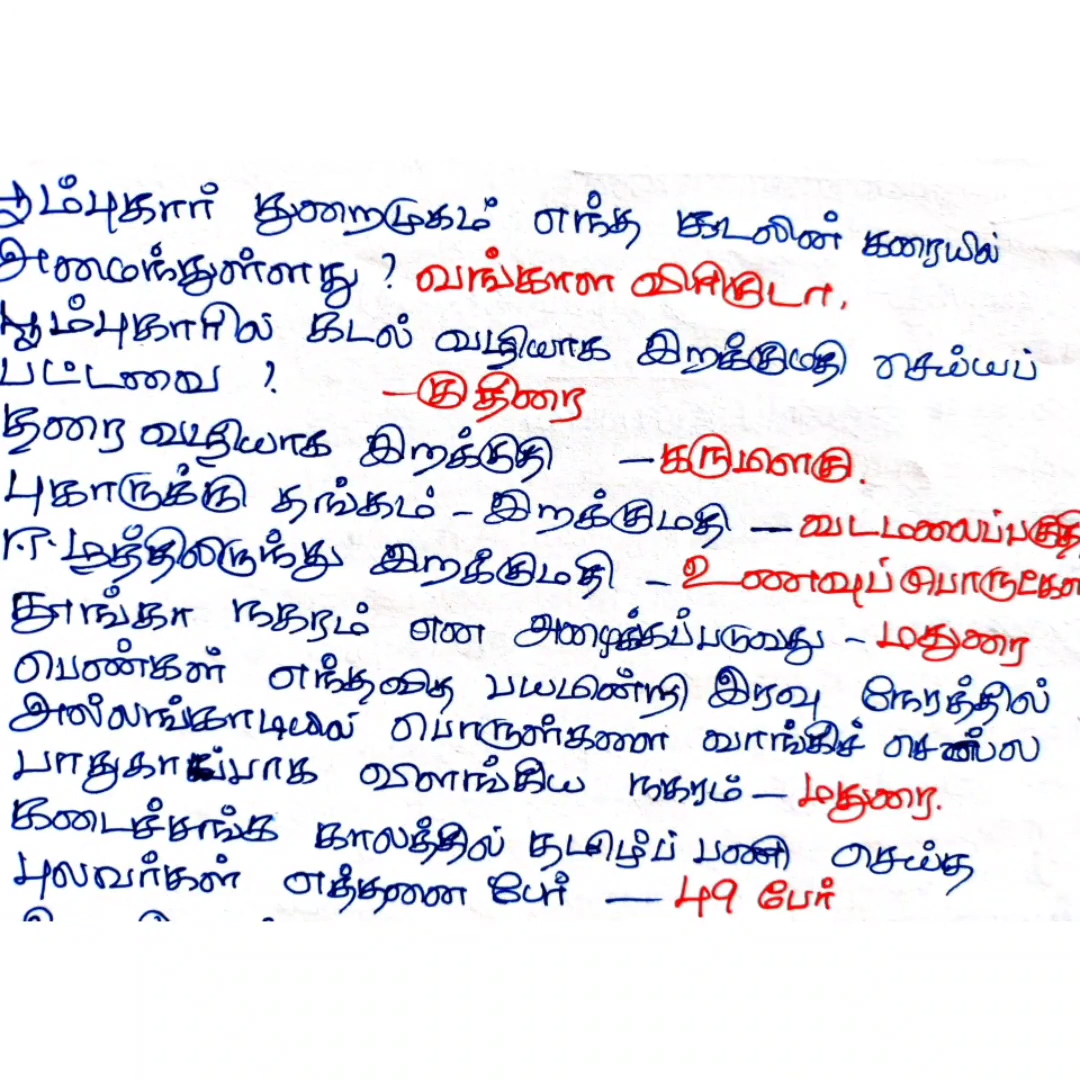 பூம்புகார் துறைமுகம் எந்த கடலின் கரையில்
அமைந்துள்ளது ? வங்காள விரிகுடா.
பூம்புகாரில் கடல் வழியாக இறக்குமதி செய்யப்
பட்டவை ? – குதிரை
தரை வழியாக இறக்குதி – கருமிளகு.
புகாருக்கு தங்கம் – இறக்குமதி – வடமலைப்பகுதி
ஈழத்திலிருந்து இறக்குமதி – உணவுப்பொருட்கள்
தூங்கா நகரம் என அழைக்கப்படுவது – மதுரை
பெண்கள் எந்தவித பயமின்றி இரவு நேரத்தில்
அல்லங்காடியில் பொருள்களை வாங்கிச் செல்ல
பாதுகாப்பாக விளங்கிய நகரம் – மதுரை.
கடைச்சங்க காலத்தில் தமிழ்ப் பணி செய்த
புலவர்கள் எத்தனை பேர் — 49 பேர்